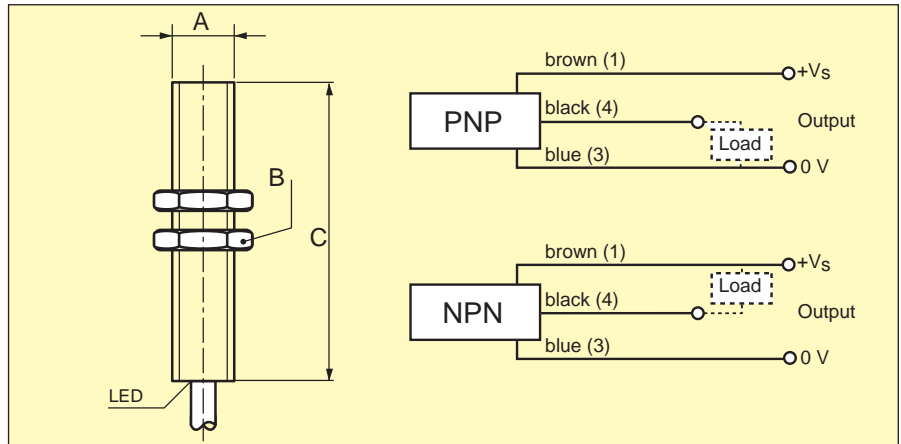 A
B
C
LED
brown (1)
+Vs
PNP
black (4)
Output
Load
blue (3)
0 V
brown (1)
+Vs
Load
NPN
black (4)
Output
blue (3)
0 V